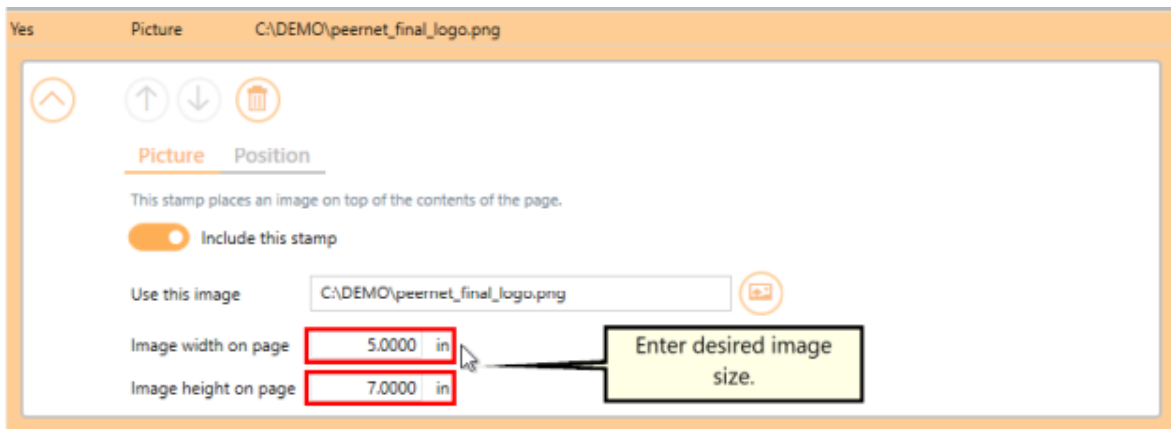 Yes Picture C:\DEMO\peernet_final_logo.png
Picture Position
This stamp places an image on top of the contents of the page.
Include this stamp
Use this image C:\DEMO\peernet_final_logo.png
Image width on page 5.0000 in
Image height on page 7.0000 in
Enter desired image
size.